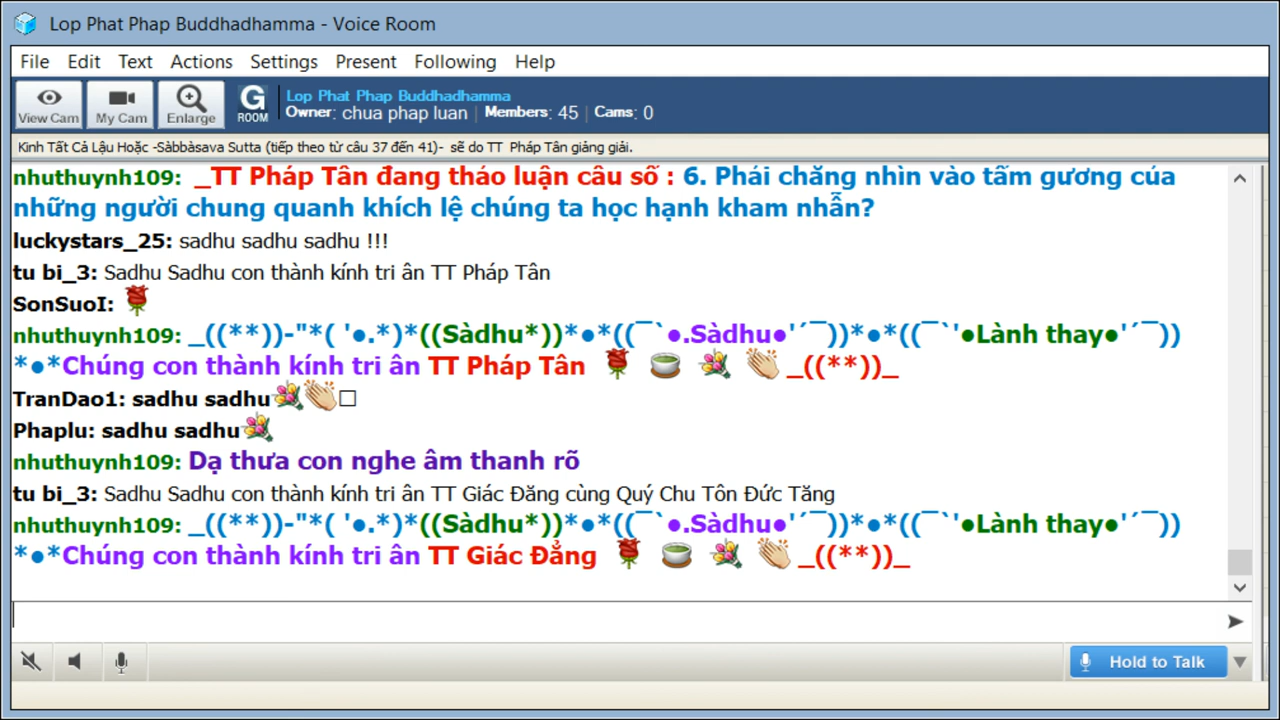 Lop Phat Phap Buddhadhamma - Voice Room
File Edit Text Actions Settings Present Following Help
View Cam My Cam Enlarge G ROOM Lop Phat Phap Buddhadhamma
Owner: chua phap luan | Members: 45 | Cams: 0
Kinh Tất Cả Lậu Hoặc -Sàbbàsava Sutta (tiếp theo từ câu 37 đến 41)- sẽ do TT Pháp Tân giảng giải.
nhuthuynh109: _TT Pháp Tân đang tháo luận câu số : 6. Phái chăng nhìn vào tấm gương cúa
những người chung quanh khích lệ chúng ta học hạnh kham nhẫn?
luckystars_25: sadhu sadhu sadhu !!!
tu bi_3: Sadhu Sadhu con thành kính tri ân TT Pháp Tân
SonSuoI: 🌹
nhuthuynh109: _((**))-"*( '●.*)*((Sàdhu*))*●*((¯`●.Sàdhu●'´¯))*●*((¯`'●Lành thay●'´¯))
*●*Chúng con thành kính tri ân TT Pháp Tân 🌹 🍵 💐 👏 _((**))_
TranDao1: sadhu sadhu💐👏□
Phaplu: sadhu sadhu💐
nhuthuynh109: Dạ thưa con nghe âm thanh rõ
tu bi_3: Sadhu Sadhu con thành kính tri ân TT Giác Đăng cùng Quý Chu Tôn Đức Tăng
nhuthuynh109: _((**))-"*( '●.*)*((Sàdhu*))*●*((¯`●.Sàdhu●'´¯))*●*((¯`'●Lành thay●'´¯))
*●*Chúng con thành kính tri ân TT Giác Đẳng 🌹 🍵 💐 👏 _((**))_
Hold to Talk